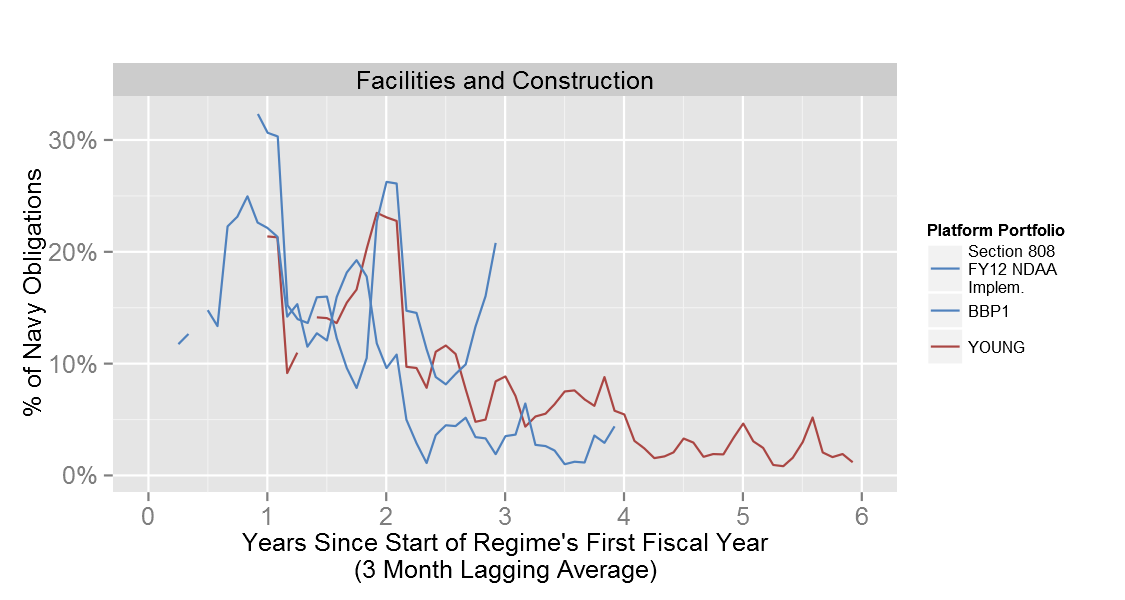 Facilities and Construction
30%
20%
10%
0%
% of Navy Obligations
0 1 2 3 4 5 6
Years Since Start of Regime's First Fiscal Year
(3 Month Lagging Average)
Platform Portfolio
Section 808
FY12 NDAA
Implem.
BBP1
YOUNG